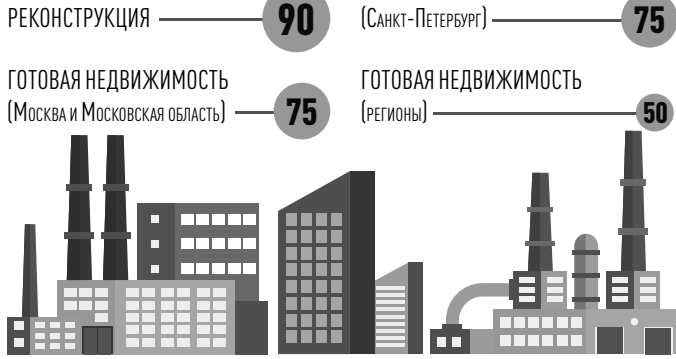 РЕКОНСТРУКЦИЯ 90
ГОТОВАЯ НЕДВИЖИМОСТЬ
(Москва и Московская область) 75
(Санкт-Петербург) 75
ГОТОВАЯ НЕДВИЖИМОСТЬ
(регионы) 50